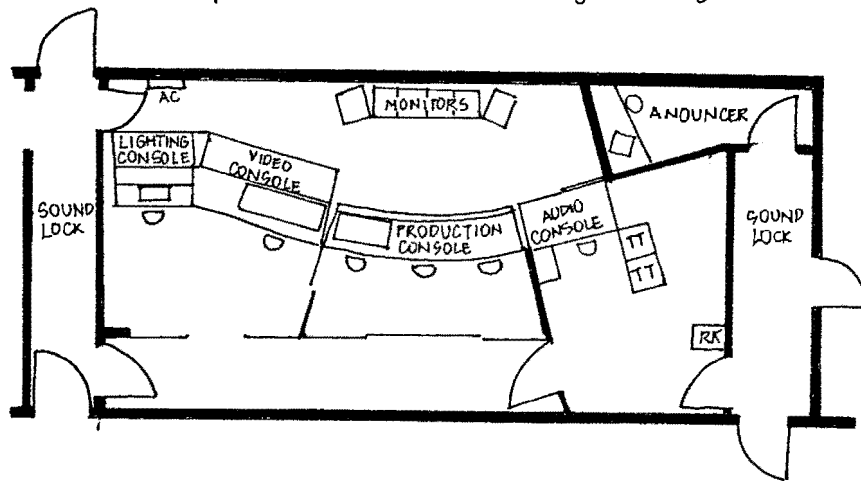 AC
MONITORS
ANOUNCER
LIGHTING
CONSOLE
VIDEO
CONSOLE
SOUND
LOCK
PRODUCTION
CONSOLE
AUDIO
CONSOLE
TT
TT
SOUND
LOCK
RK